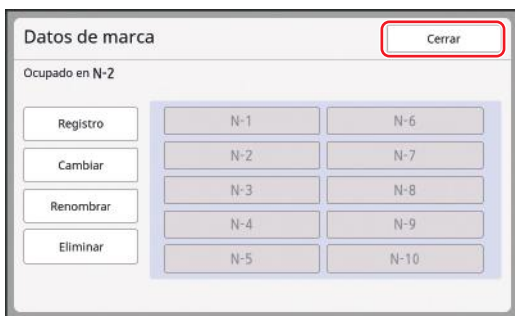 Datos de marca
Cerrar
Ocupado en N-2
Registro
Cambiar
Renombrar
Eliminar
N-1
N-6
N-2
N-7
N-3
N-8
N-4
N-9
N-5
N-10